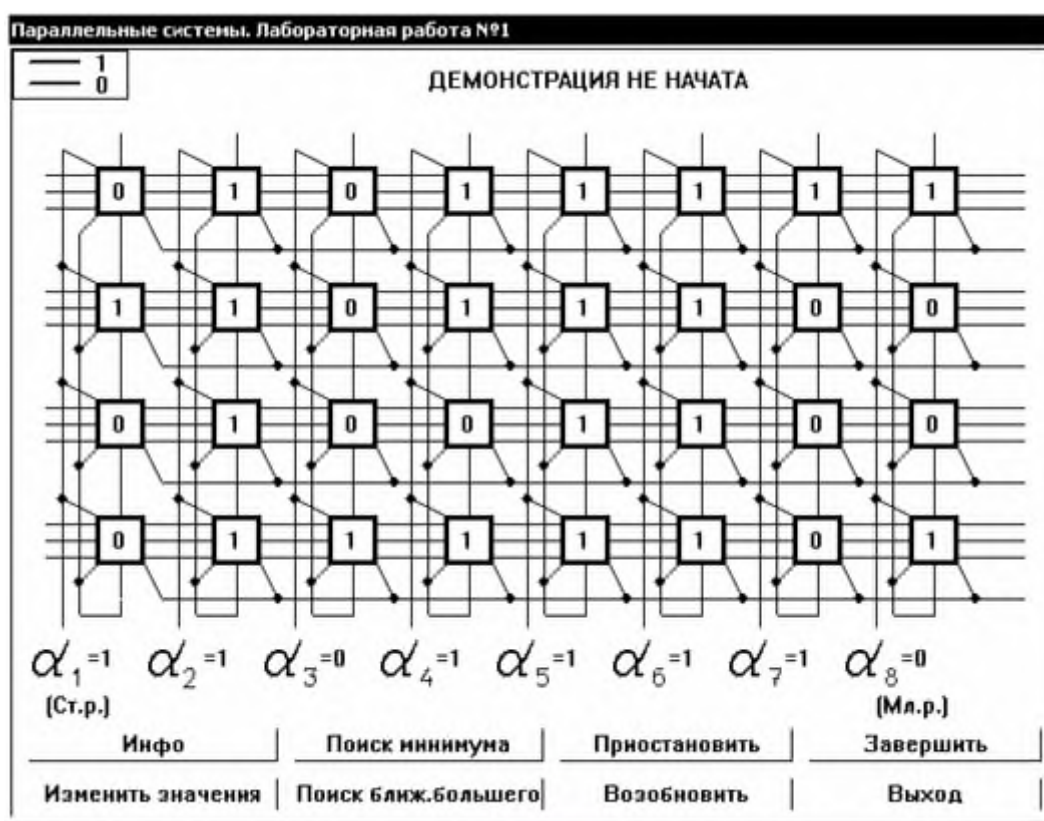 Параллельные системы. Лабораторная работа №1
1
0
ДЕМОНСТРАЦИЯ НЕ НАЧАТА
0 1 0 1 1 1 1 1
1 1 0 1 1 1 0 0
0 1 0 0 1 1 0 0
0 1 1 1 1 1 0 1
α₁=1 α₂=1 α₃=0 α₄=1 α₅=1 α₆=1 α₇=1 α₈=0
(Ст.р.) (Мл.р.)
Инфо Поиск минимума Приостановить Завершить
Изменить значения Поиск ближ.большего Возобновить Выход